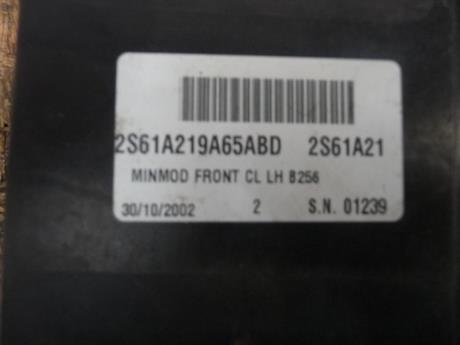 2S61A219A65ABD 2S61A21
MINMOD FRONT CL LH B256
30/10/2002 2 S.N. 01239